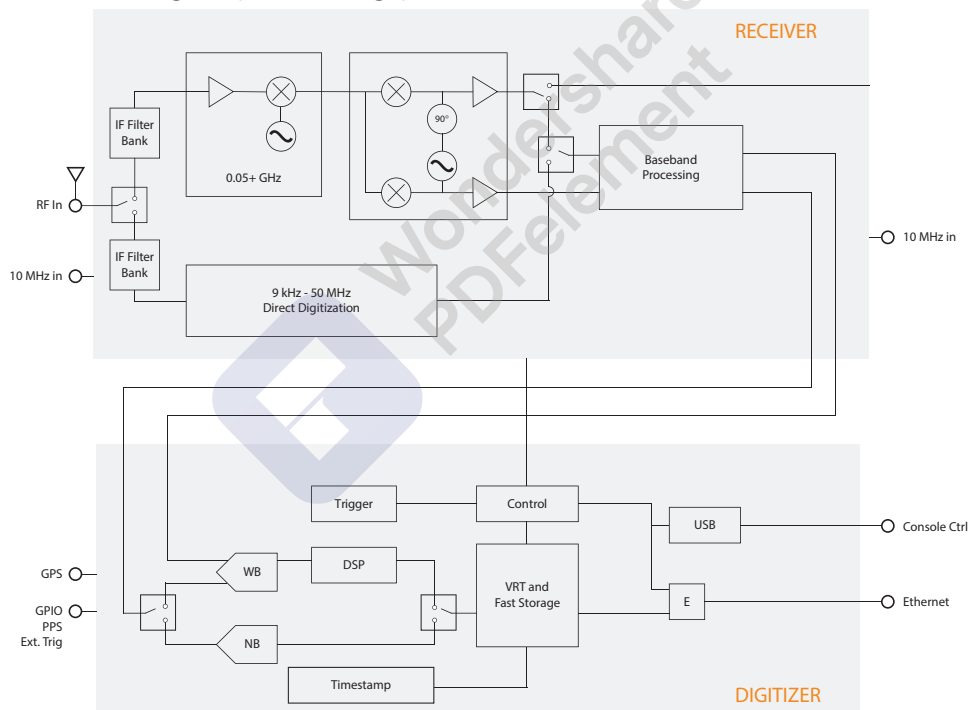 RECEIVER
IF Filter
Bank
90°
0.05+ GHz
Baseband
Processing
RF In
10 MHz in
IF Filter
Bank
9 kHz - 50 MHz
Direct Digitization
10 MHz in
Wondershare
PDFelement
Trigger
Control
USB
Console Ctrl
GPS
WB
DSP
VRT and
Fast Storage
E
Ethernet
GPIO
PPS
Ext. Trig
NB
Timestamp
DIGITIZER